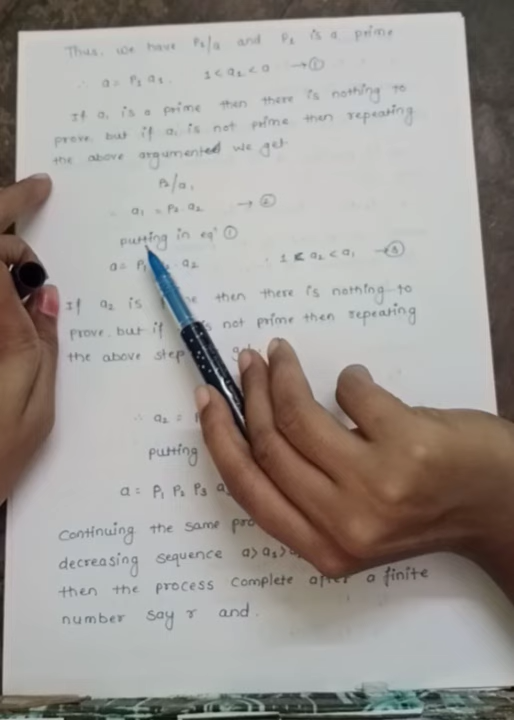 Thus, we have P1/a and P1 is a prime
∴ a = P1 a1. 1 < a1 < a → ①
If a1 is a prime then there is nothing to
prove, but if a1 is not prime then repeating
the above argumented we get
P2/a1
∴ a1 = P2 . a2 → ②
putting in eqⁿ ①
a = P1 . a2 1 < a2 < a1 → ③
If a2 is then there is nothing to
prove, but if is not prime then repeating
the above step
∴ a2 =
putting
a = P1 P2 P3
Continuing the same
decreasing sequence a > a1 >
then the process complete after a finite
number say r and.